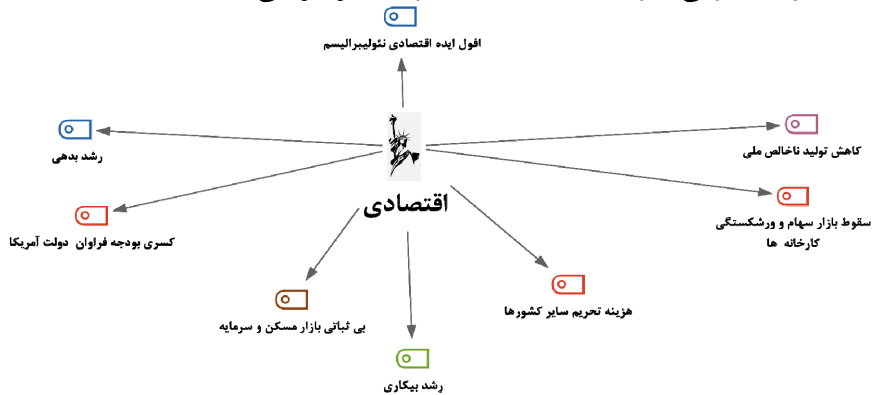 افول ایده اقتصادی نئولیبرالیسم
کاهش تولید ناخالص ملی
رشد بدهی
اقتصادی
سقوط بازار سهام و ورشکستگی
کارخانه ها
کسری بودجه فراوان دولت آمریکا
هزینه تحریم سایر کشورها
بی ثباتی بازار مسکن و سرمایه
رشد بیکاری